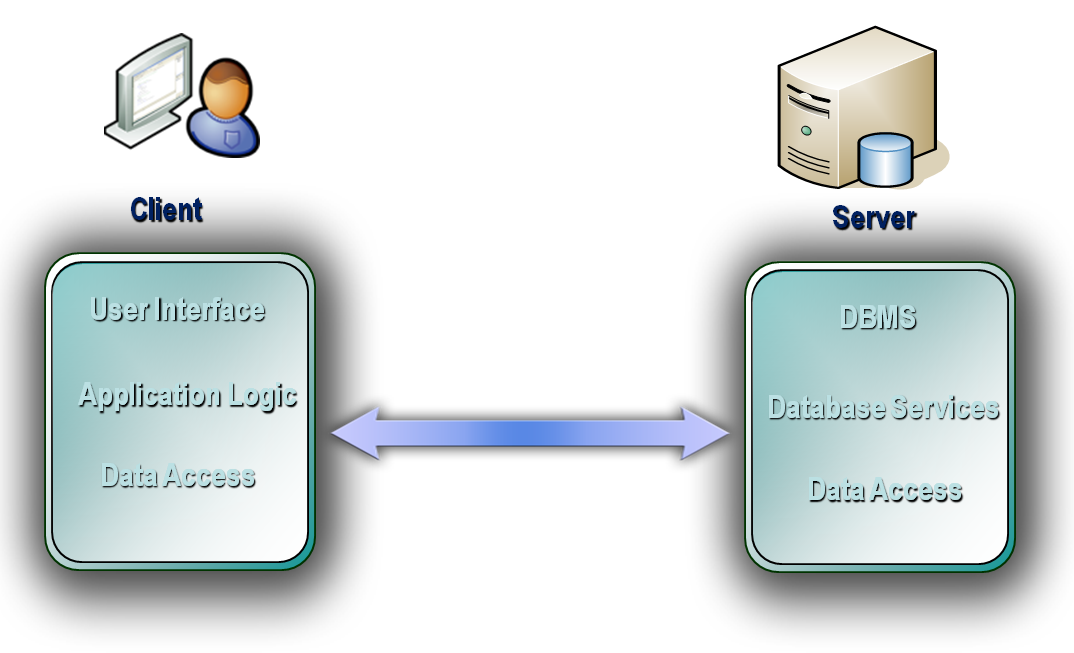 Client
User Interface
Application Logic
Data Access
Server
DBMS
Database Services
Data Access